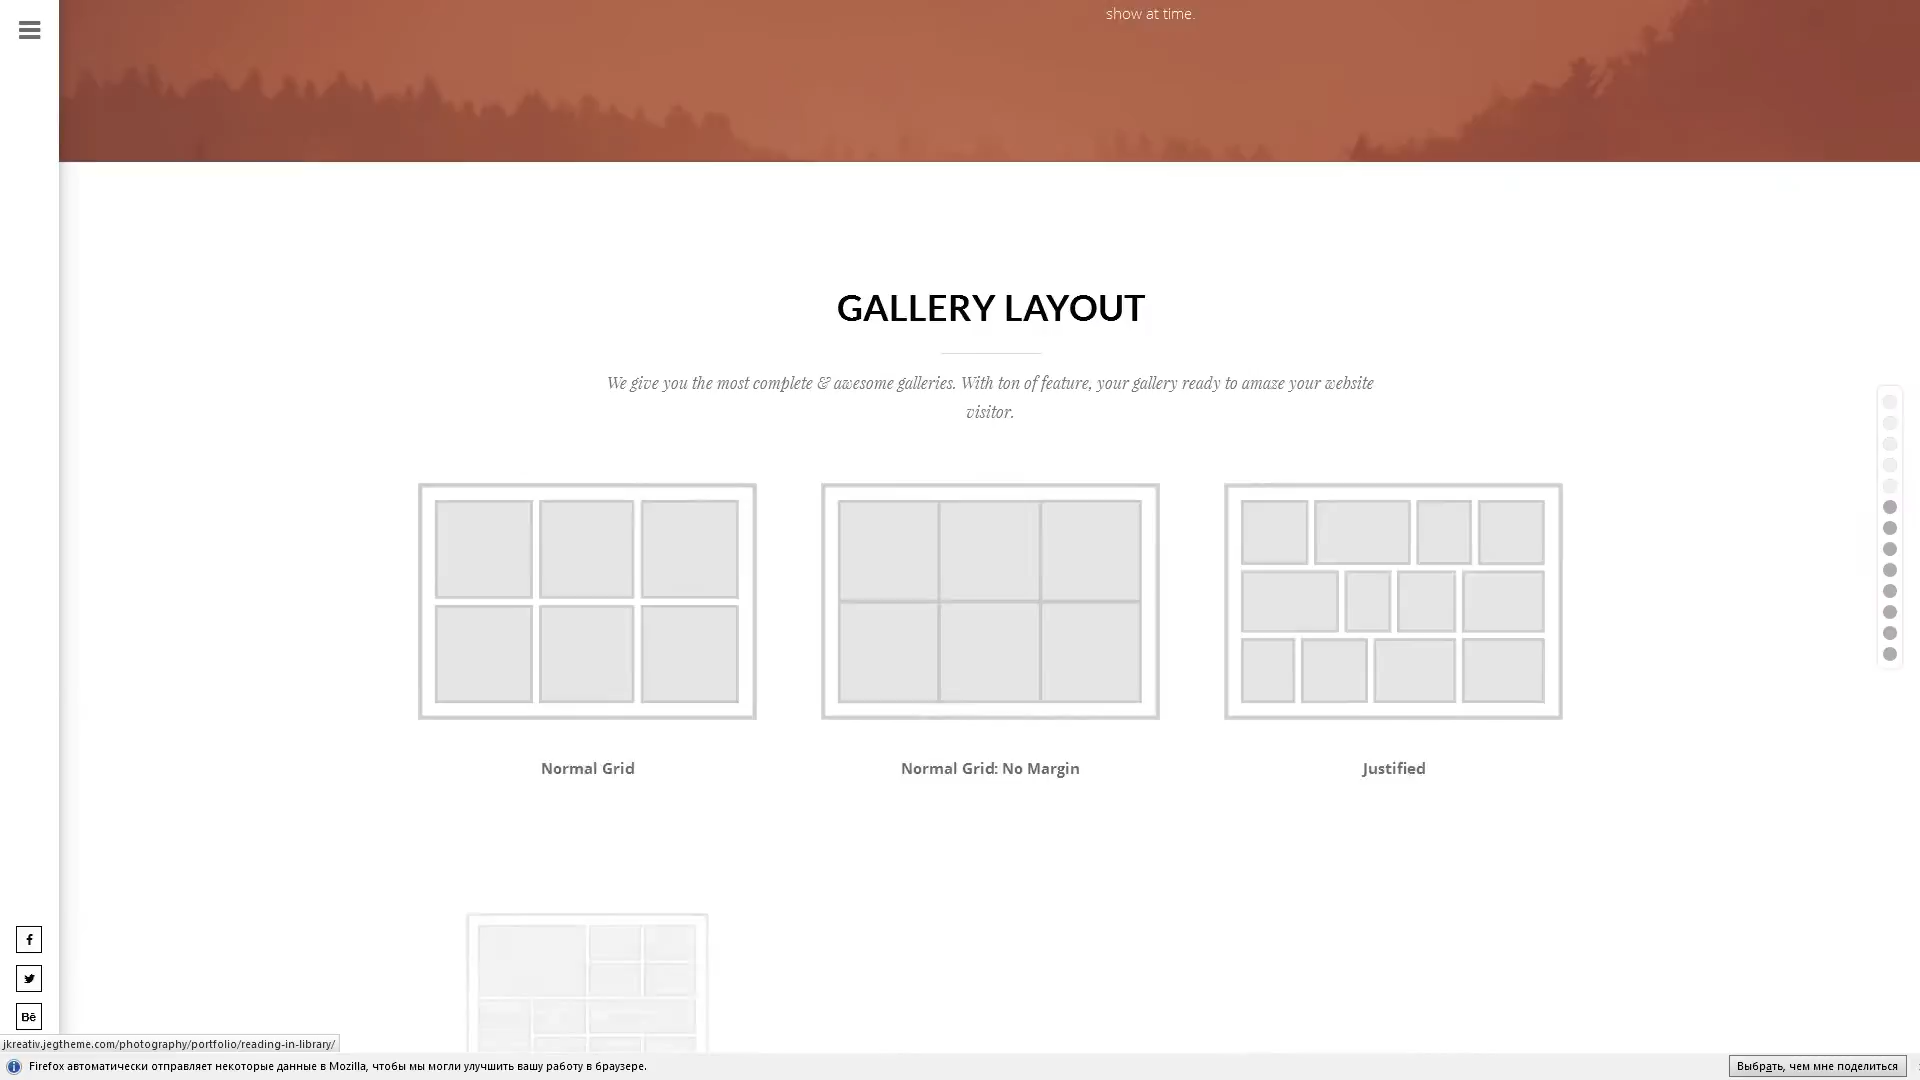 show at time.
GALLERY LAYOUT
We give you the most complete & awesome galleries. With ton of feature, your gallery ready to amaze your website
visitor.
Normal Grid
Normal Grid: No Margin
Justified
Bē
jkreativ.jegtheme.com/photography/portfolio/reading-in-library/
Firefox автоматически отправляет некоторые данные в Mozilla, чтобы мы могли улучшить вашу работу в браузере.
Выбрать, чем мне поделиться